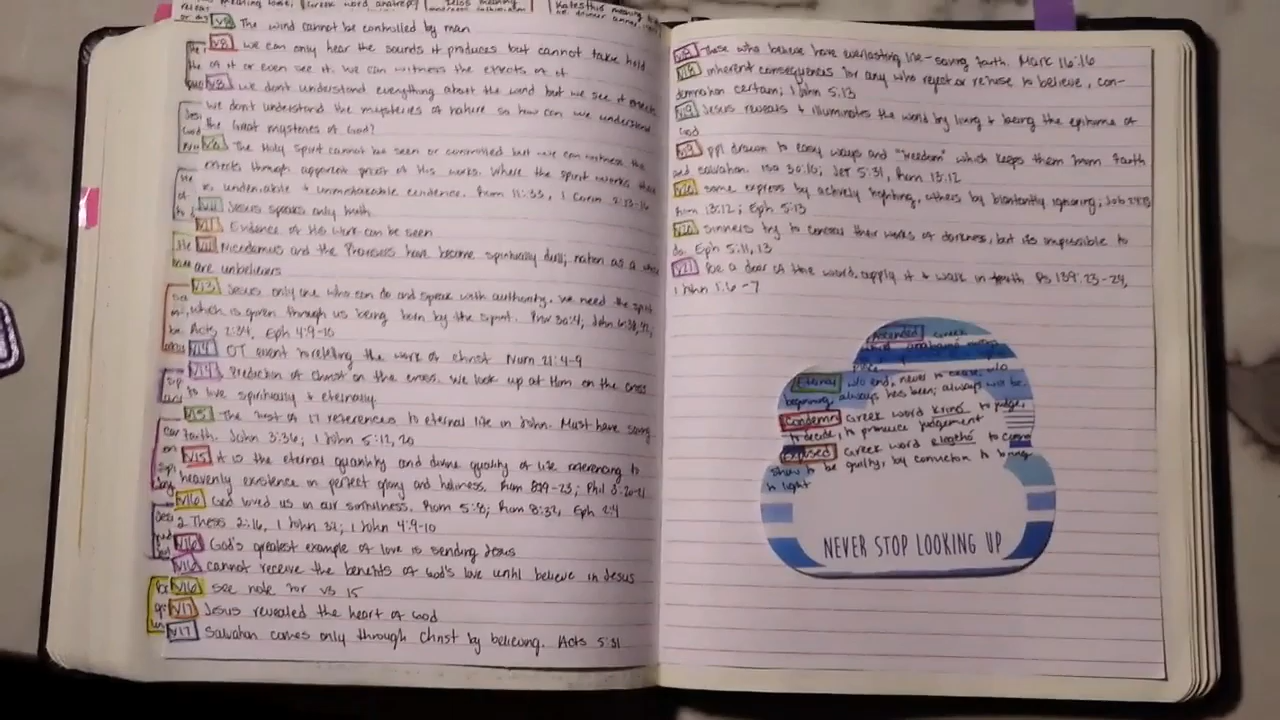 v8 The wind cannot be controlled by man
v8 we can only hear the sounds it produces but cannot take hold
of it or even see it. We can witness the effects of it
v8 we don't understand everything about the wind but we see it
we don't understand the mysteries of nature so how can we understand
the Great mysteries of God?
v8 The Holy Spirit cannot be seen or controlled but we can witness the
effects through apparent proof of His works. Where the spirit works, there
is undeniable + unmistakable evidence. Rom 11:33, 1 Corin
v11 Jesus speaks only truth
v11 Evidence of His work can be seen
v11 Nicodemus and the Pharisees have become spiritually dull; nation as a whole
are unbelievers
v13 Jesus only one who can do and speak with authority. We need the spirit
which is given through us being born by the spirit. Prov 30:4; John
Acts 2:34, Eph 4:9-10
v14 OT event foretelling the work of christ Num 21:4-9
v14 Prediction of Christ on the cross. We look up at Him on the cross
to live spiritually + eternally
v15 The first of 17 references to eternal life in John. Must have saving
faith. John 3:36; 1 John 5:12, 20
v15 It is the eternal quantity and divine quality of life referencing to
heavenly existence in perfect glory and holiness. Rom 8:19-23; Phil 3:20-21
v16 God loved us in our sinfulness. Rom 5:8; Rom 8:32, Eph 2:4
2 Thess 2:16, 1 John 3:1; 1 John 4:9-10
v16 God's greatest example of love is sending Jesus
v16 cannot receive the benefits of God's love until believe in Jesus
v16 see note for vs 15
v17 Jesus revealed the heart of God
v17 Salvation comes only through Christ by believing. Acts 5:31
v18 Those who believe have everlasting life - saving faith. Mark 16:16
v18 inherent consequences for any who reject or refuse to believe, con-
demnation certain; 1 John 5:13
v19 Jesus reveals + illuminates the world by living + being the epitome of
God
v19 ppl drawn to easy ways and "freedom" which keeps them from faith
and salvation. Isa 30:10; Jer 5:31, Rom 13:12
v20 some express by actively fighting, others by blatantly ignoring; Job
Rom 13:12; Eph 5:13
v20 Sinners try to conceal their works of darkness, but its impossible to
do. Eph 5:11, 13
v21 Be a doer of the word, apply it + walk in truth Ps 139:23-24,
1 John 1:6-7
Ascended Greek
Eternal w/o end, never to cease, w/o
beginning, always has been; always will be.
Condemn Greek word krinō to judge,
to decide, to pronounce judgement
Exposed Greek word elegthō to
show to be guilty, by conviction to bring
to light
NEVER STOP LOOKING UP